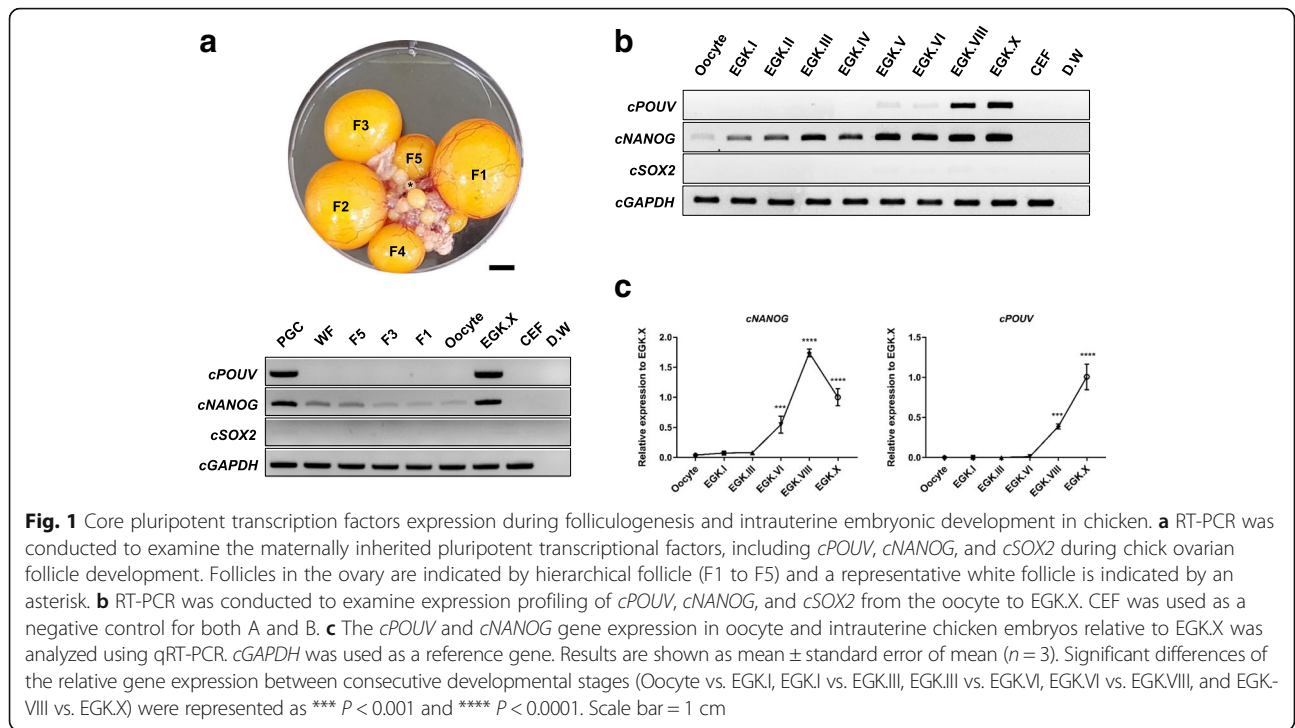 a
F3
F5
F1
*
F2
F4
PGC WF F5 F3 F1 Oocyte EGK.X CEF D.W
cPOUV
cNANOG
cSOX2
cGAPDH
b
Oocyte EGK.I EGK.II EGK.III EGK.IV EGK.V EGK.VI EGK.VIII EGK.X CEF D.W
cPOUV
cNANOG
cSOX2
cGAPDH
c
cNANOG
Relative expression to EGK.X
2.0
1.5
1.0
0.5
0.0
***
****
****
Oocyte EGK.I EGK.III EGK.VI EGK.VIII EGK.X
cPOUV
Relative expression to EGK.X
1.5
1.0
0.5
0.0
***
****
Oocyte EGK.I EGK.III EGK.VI EGK.VIII EGK.X
Fig. 1 Core pluripotent transcription factors expression during folliculogenesis and intrauterine embryonic development in chicken. a RT-PCR was
conducted to examine the maternally inherited pluripotent transcriptional factors, including cPOUV, cNANOG, and cSOX2 during chick ovarian
follicle development. Follicles in the ovary are indicated by hierarchical follicle (F1 to F5) and a representative white follicle is indicated by an
asterisk. b RT-PCR was conducted to examine expression profiling of cPOUV, cNANOG, and cSOX2 from the oocyte to EGK.X. CEF was used as a
negative control for both A and B. c The cPOUV and cNANOG gene expression in oocyte and intrauterine chicken embryos relative to EGK.X was
analyzed using qRT-PCR. cGAPDH was used as a reference gene. Results are shown as mean ± standard error of mean (n = 3). Significant differences of
the relative gene expression between consecutive developmental stages (Oocyte vs. EGK.I, EGK.I vs. EGK.III, EGK.III vs. EGK.VI, EGK.VI vs. EGK.VIII, and EGK.-
VIII vs. EGK.X) were represented as *** P < 0.001 and **** P < 0.0001. Scale bar = 1 cm